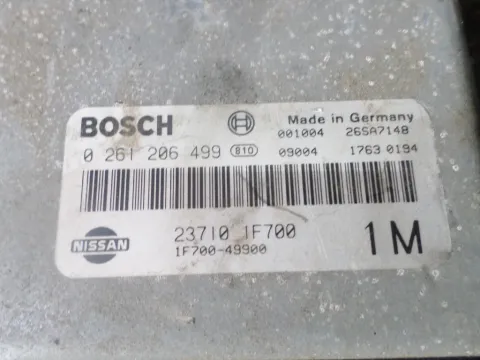 BOSCH
Made in Germany
001004 26SA7148
0 261 206 499 B10 09004 1763 0194
NISSAN
23710 1F700
1F700-49900
1M